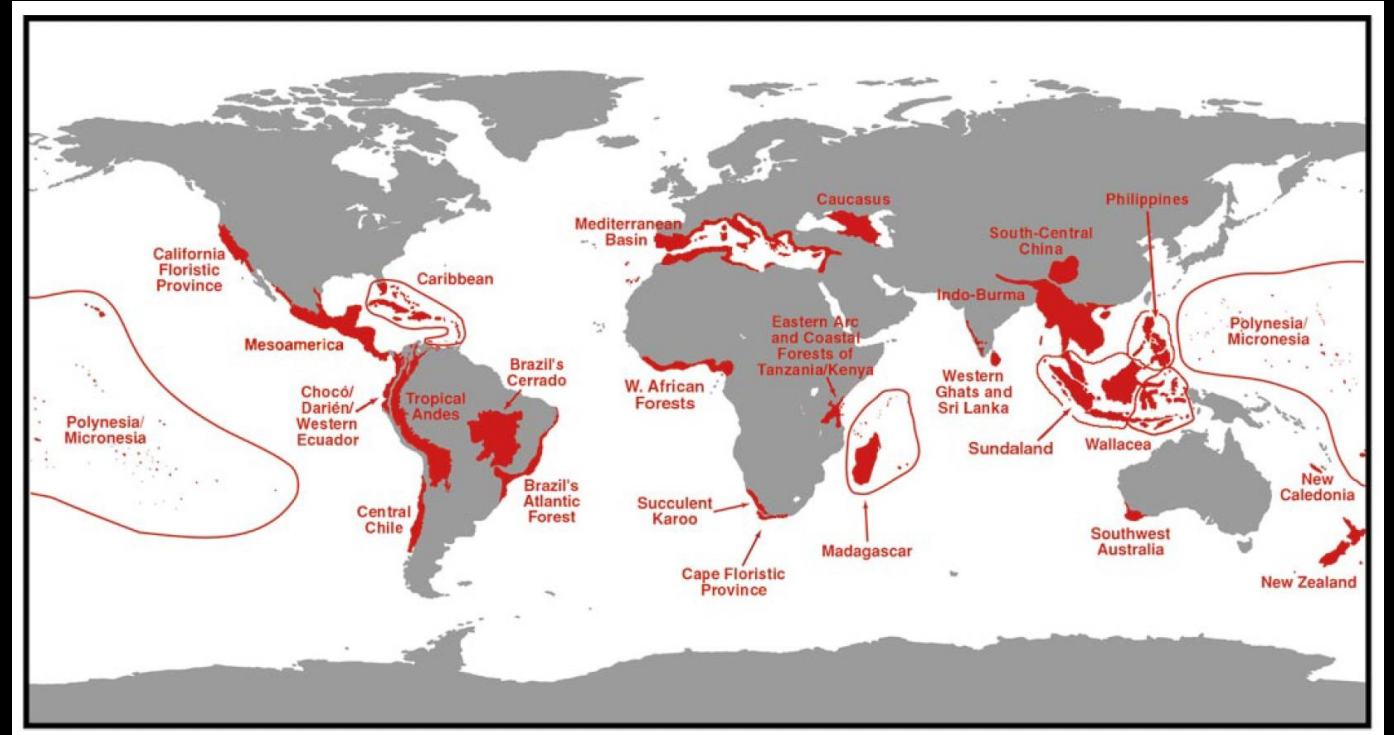 Caucasus
Philippines
Mediterranean
Basin
South-Central
China
California
Floristic
Province
Caribbean
Indo-Burma
Polynesia/
Micronesia
Mesoamerica
Eastern Arc
and Coastal
Forests of
Tanzania/Kenya
Brazil's
Cerrado
W. African
Forests
Western
Ghats and
Sri Lanka
Chocó/
Darién/
Western
Ecuador
Tropical
Andes
Polynesia/
Micronesia
Sundaland
Wallacea
Brazil's
Atlantic
Forest
New
Caledonia
Central
Chile
Succulent
Karoo
Madagascar
Southwest
Australia
Cape Floristic
Province
New Zealand